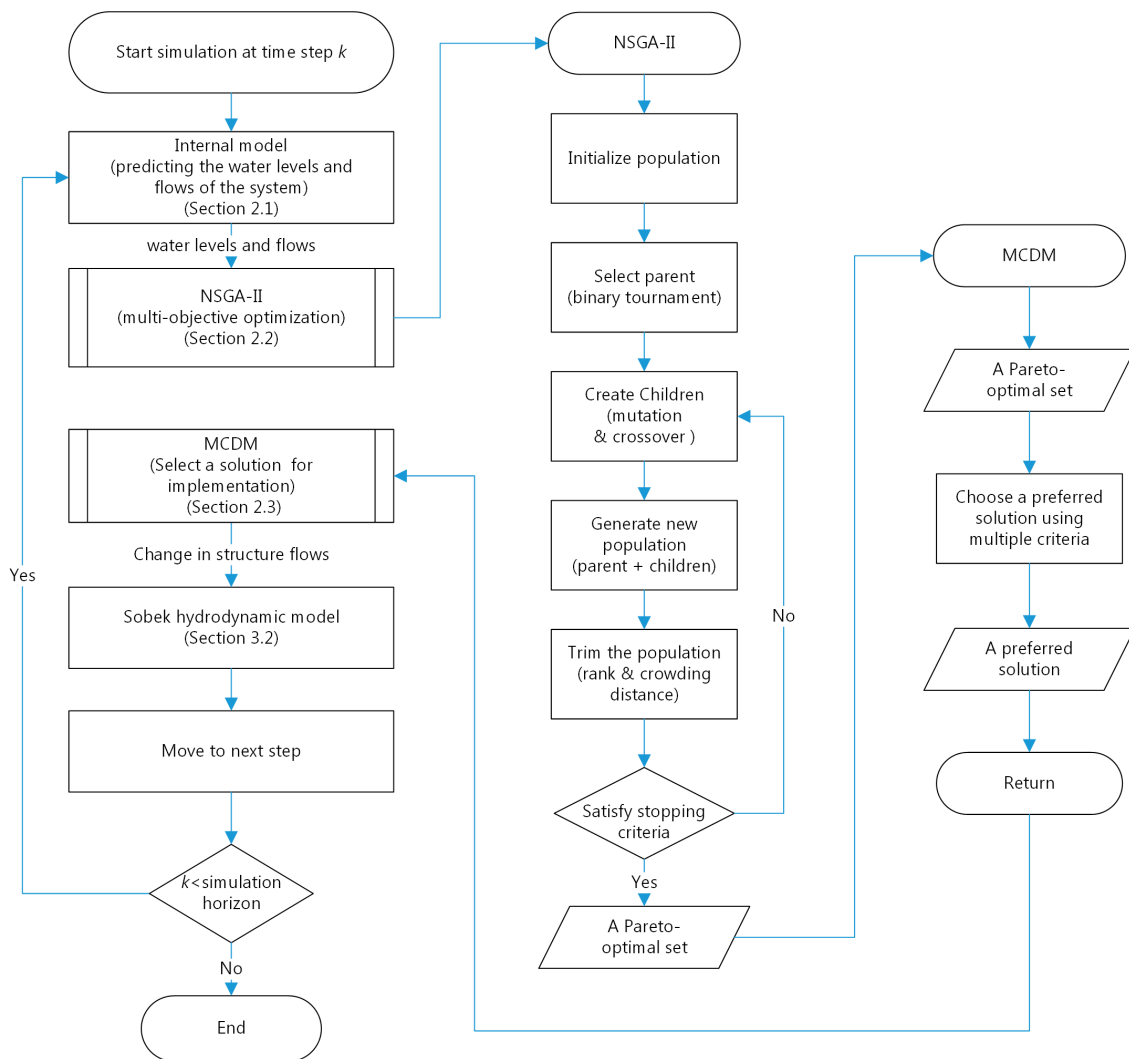 Start simulation at time step k
Internal model
(predicting the water levels and
flows of the system)
(Section 2.1)
water levels and flows
NSGA-II
(multi-objective optimization)
(Section 2.2)
MCDM
(Select a solution for
implementation)
(Section 2.3)
Change in structure flows
Sobek hydrodynamic model
(Section 3.2)
Move to next step
k<simulation
horizon
Yes
No
End
NSGA-II
Initialize population
Select parent
(binary tournament)
Create Children
(mutation
& crossover )
Generate new
population
(parent + children)
Trim the population
(rank & crowding
distance)
Satisfy stopping
criteria
No
Yes
A Pareto-
optimal set
MCDM
A Pareto-
optimal set
Choose a preferred
solution using
multiple criteria
A preferred
solution
Return